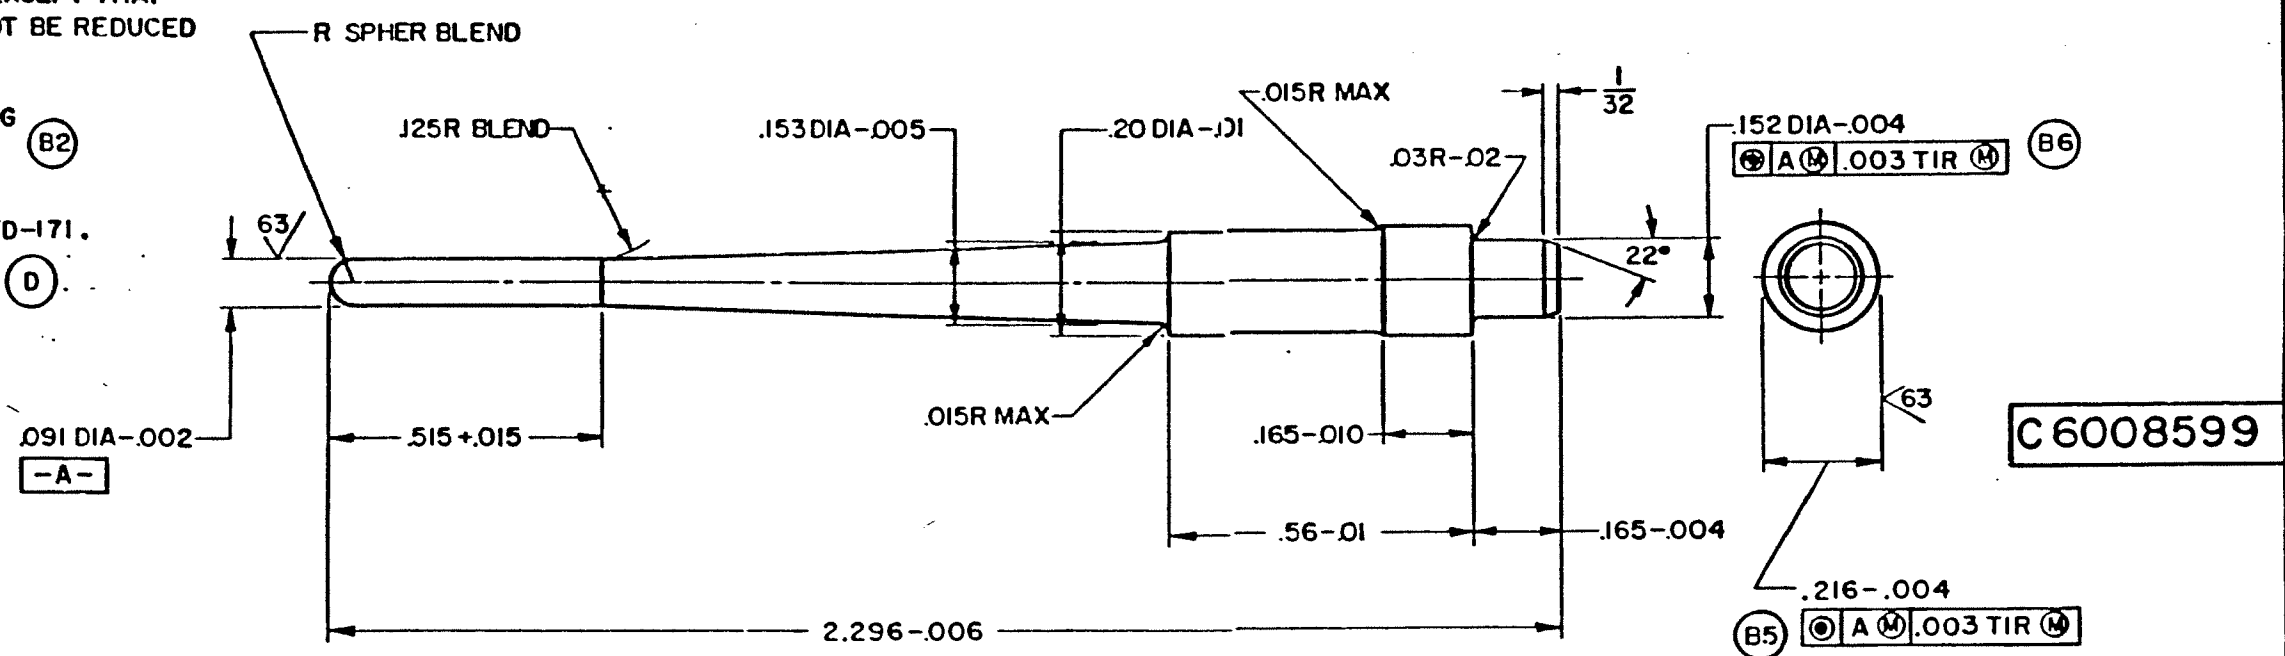 OT BE REDUCED
R SPHER BLEND
G
B2
.125R BLEND
.153 DIA-.005
.20 DIA-.01
.015R MAX
1/32
.03R-.02
.152 DIA-.004
A Ⓜ .003 TIR Ⓜ
B6
D-171.
63
D
22°
.015R MAX
.091 DIA-.002
-A-
.515+.015
.165-.010
63
C6008599
.56-.01
.165-.004
.216-.004
B5
A Ⓜ .003 TIR Ⓜ
2.296-.006